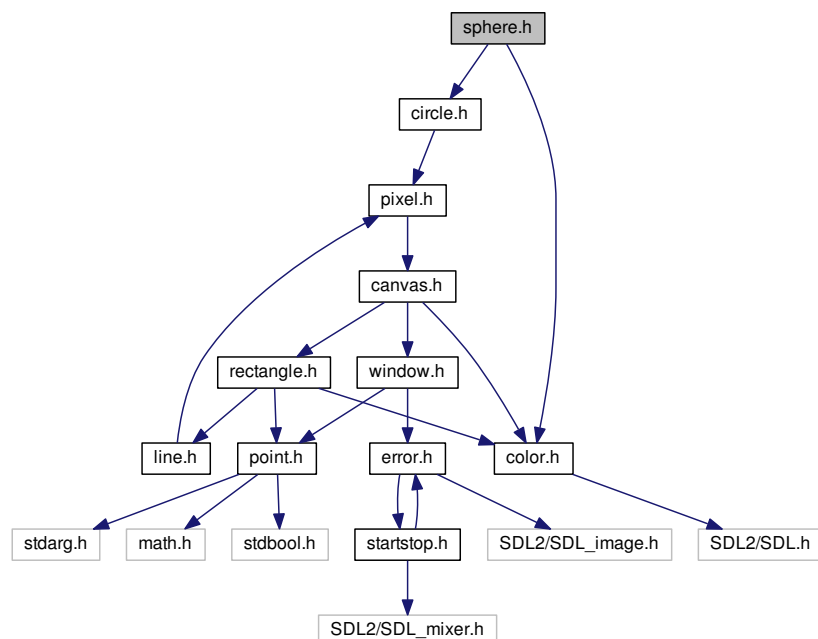 sphere.h
circle.h
pixel.h
canvas.h
rectangle.h
window.h
line.h
point.h
error.h
color.h
stdarg.h
math.h
stdbool.h
startstop.h
SDL2/SDL_image.h
SDL2/SDL.h
SDL2/SDL_mixer.h